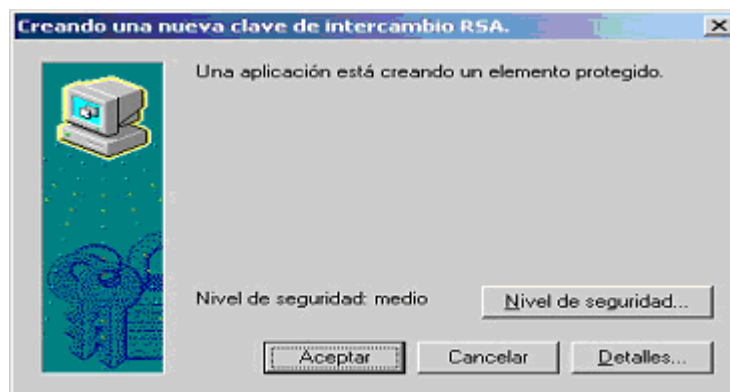 Creando una nueva clave de intercambio RSA.
Una aplicación está creando un elemento protegido.
Nivel de seguridad: medio
Nivel de seguridad...
Aceptar
Cancelar
Detalles...